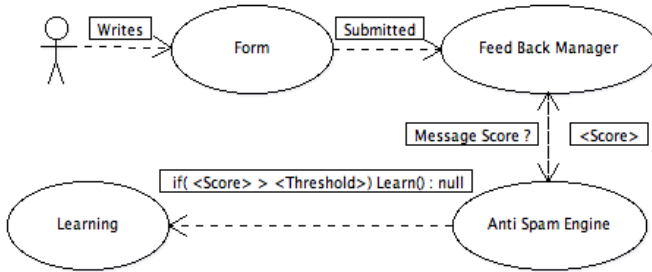 Writes
Form
Submitted
Feed Back Manager
Message Score ?
<Score>
if( <Score> > <Threshold>) Learn() : null
Learning
Anti Spam Engine